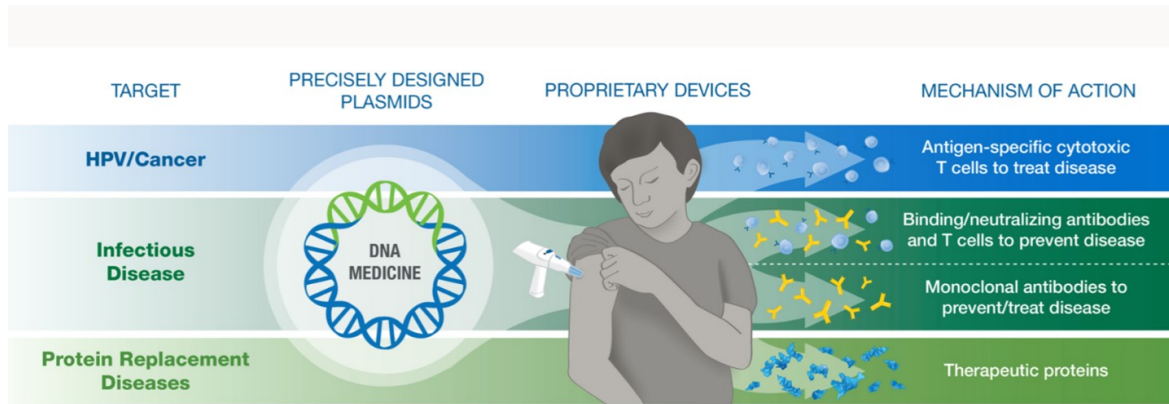 TARGET
PRECISELY DESIGNED
PLASMIDS
PROPRIETARY DEVICES
MECHANISM OF ACTION
HPV/Cancer
Antigen-specific cytotoxic
T cells to treat disease
Infectious
Disease
DNA
MEDICINE
Binding/neutralizing antibodies
and T cells to prevent disease
Monoclonal antibodies to
prevent/treat disease
Protein Replacement
Diseases
Therapeutic proteins